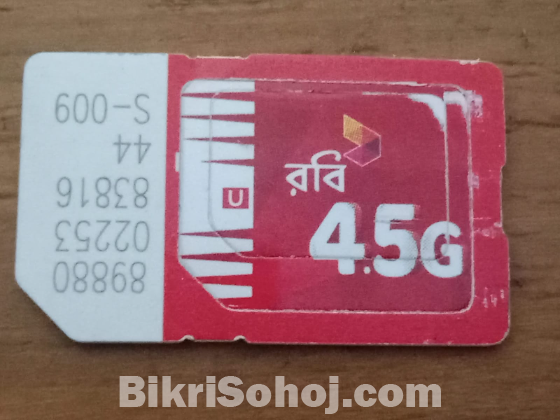 89880
02253
83816
44
S-009
U
রবি
4.5G
BikriSohoj.com